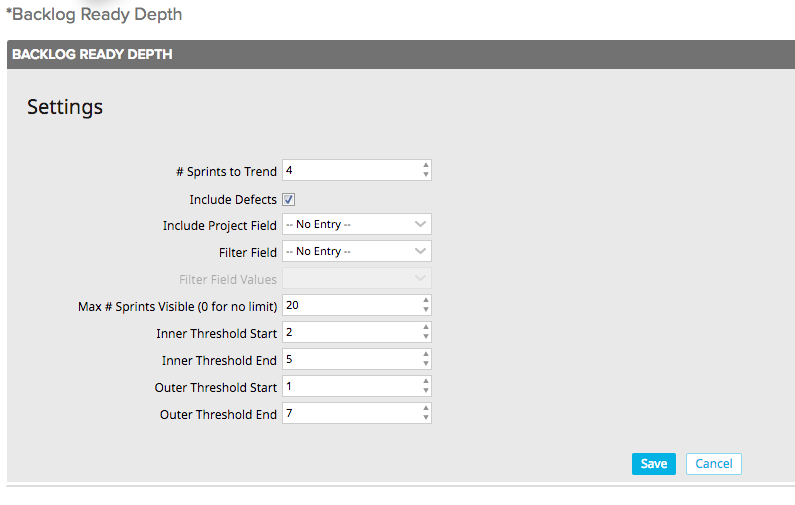 *Backlog Ready Depth
BACKLOG READY DEPTH
Settings
# Sprints to Trend 4
Include Defects
Include Project Field -- No Entry --
Filter Field -- No Entry --
Filter Field Values
Max # Sprints Visible (0 for no limit) 20
Inner Threshold Start 2
Inner Threshold End 5
Outer Threshold Start 1
Outer Threshold End 7
Save Cancel